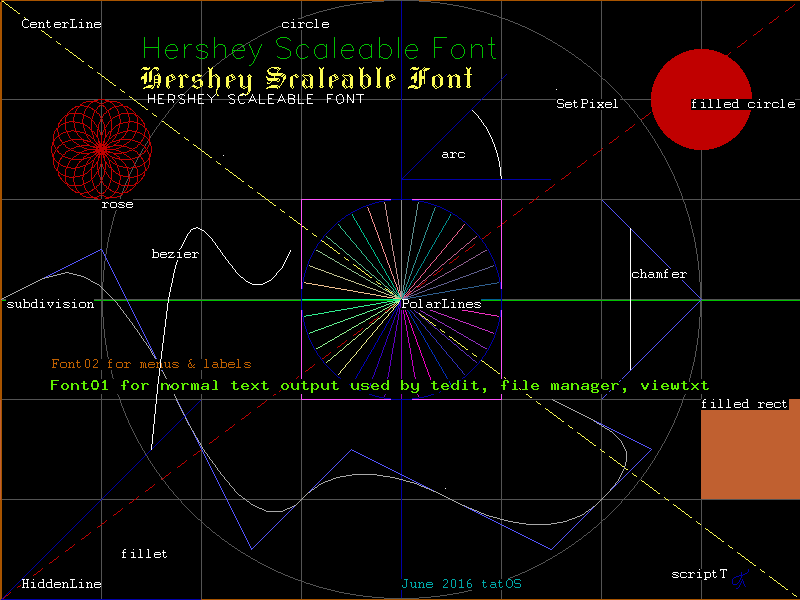 CenterLine
circle
Hershey Scaleable Font
Hershey Scaleable Font
HERSHEY SCALEABLE FONT
SetPixel
filled circle
arc
rose
bezier
chamfer
subdivision
PolarLines
Font02 for menus & labels
Font01 for normal text output used by tedit, file manager, viewtxt
filled rect
fillet
scriptT
HiddenLine
June 2016 tatOS